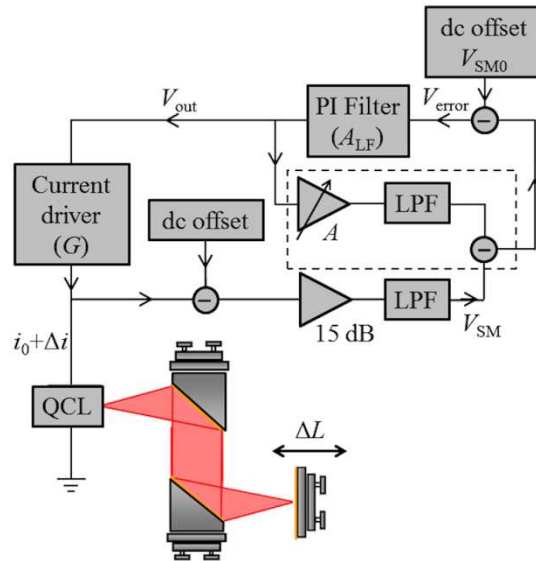 dc offset
V_SM0
V_out
PI Filter
(A_LF)
V_error
Current
driver
(G)
dc offset
A
LPF
15 dB
LPF
V_SM
i_0+Δi
QCL
ΔL